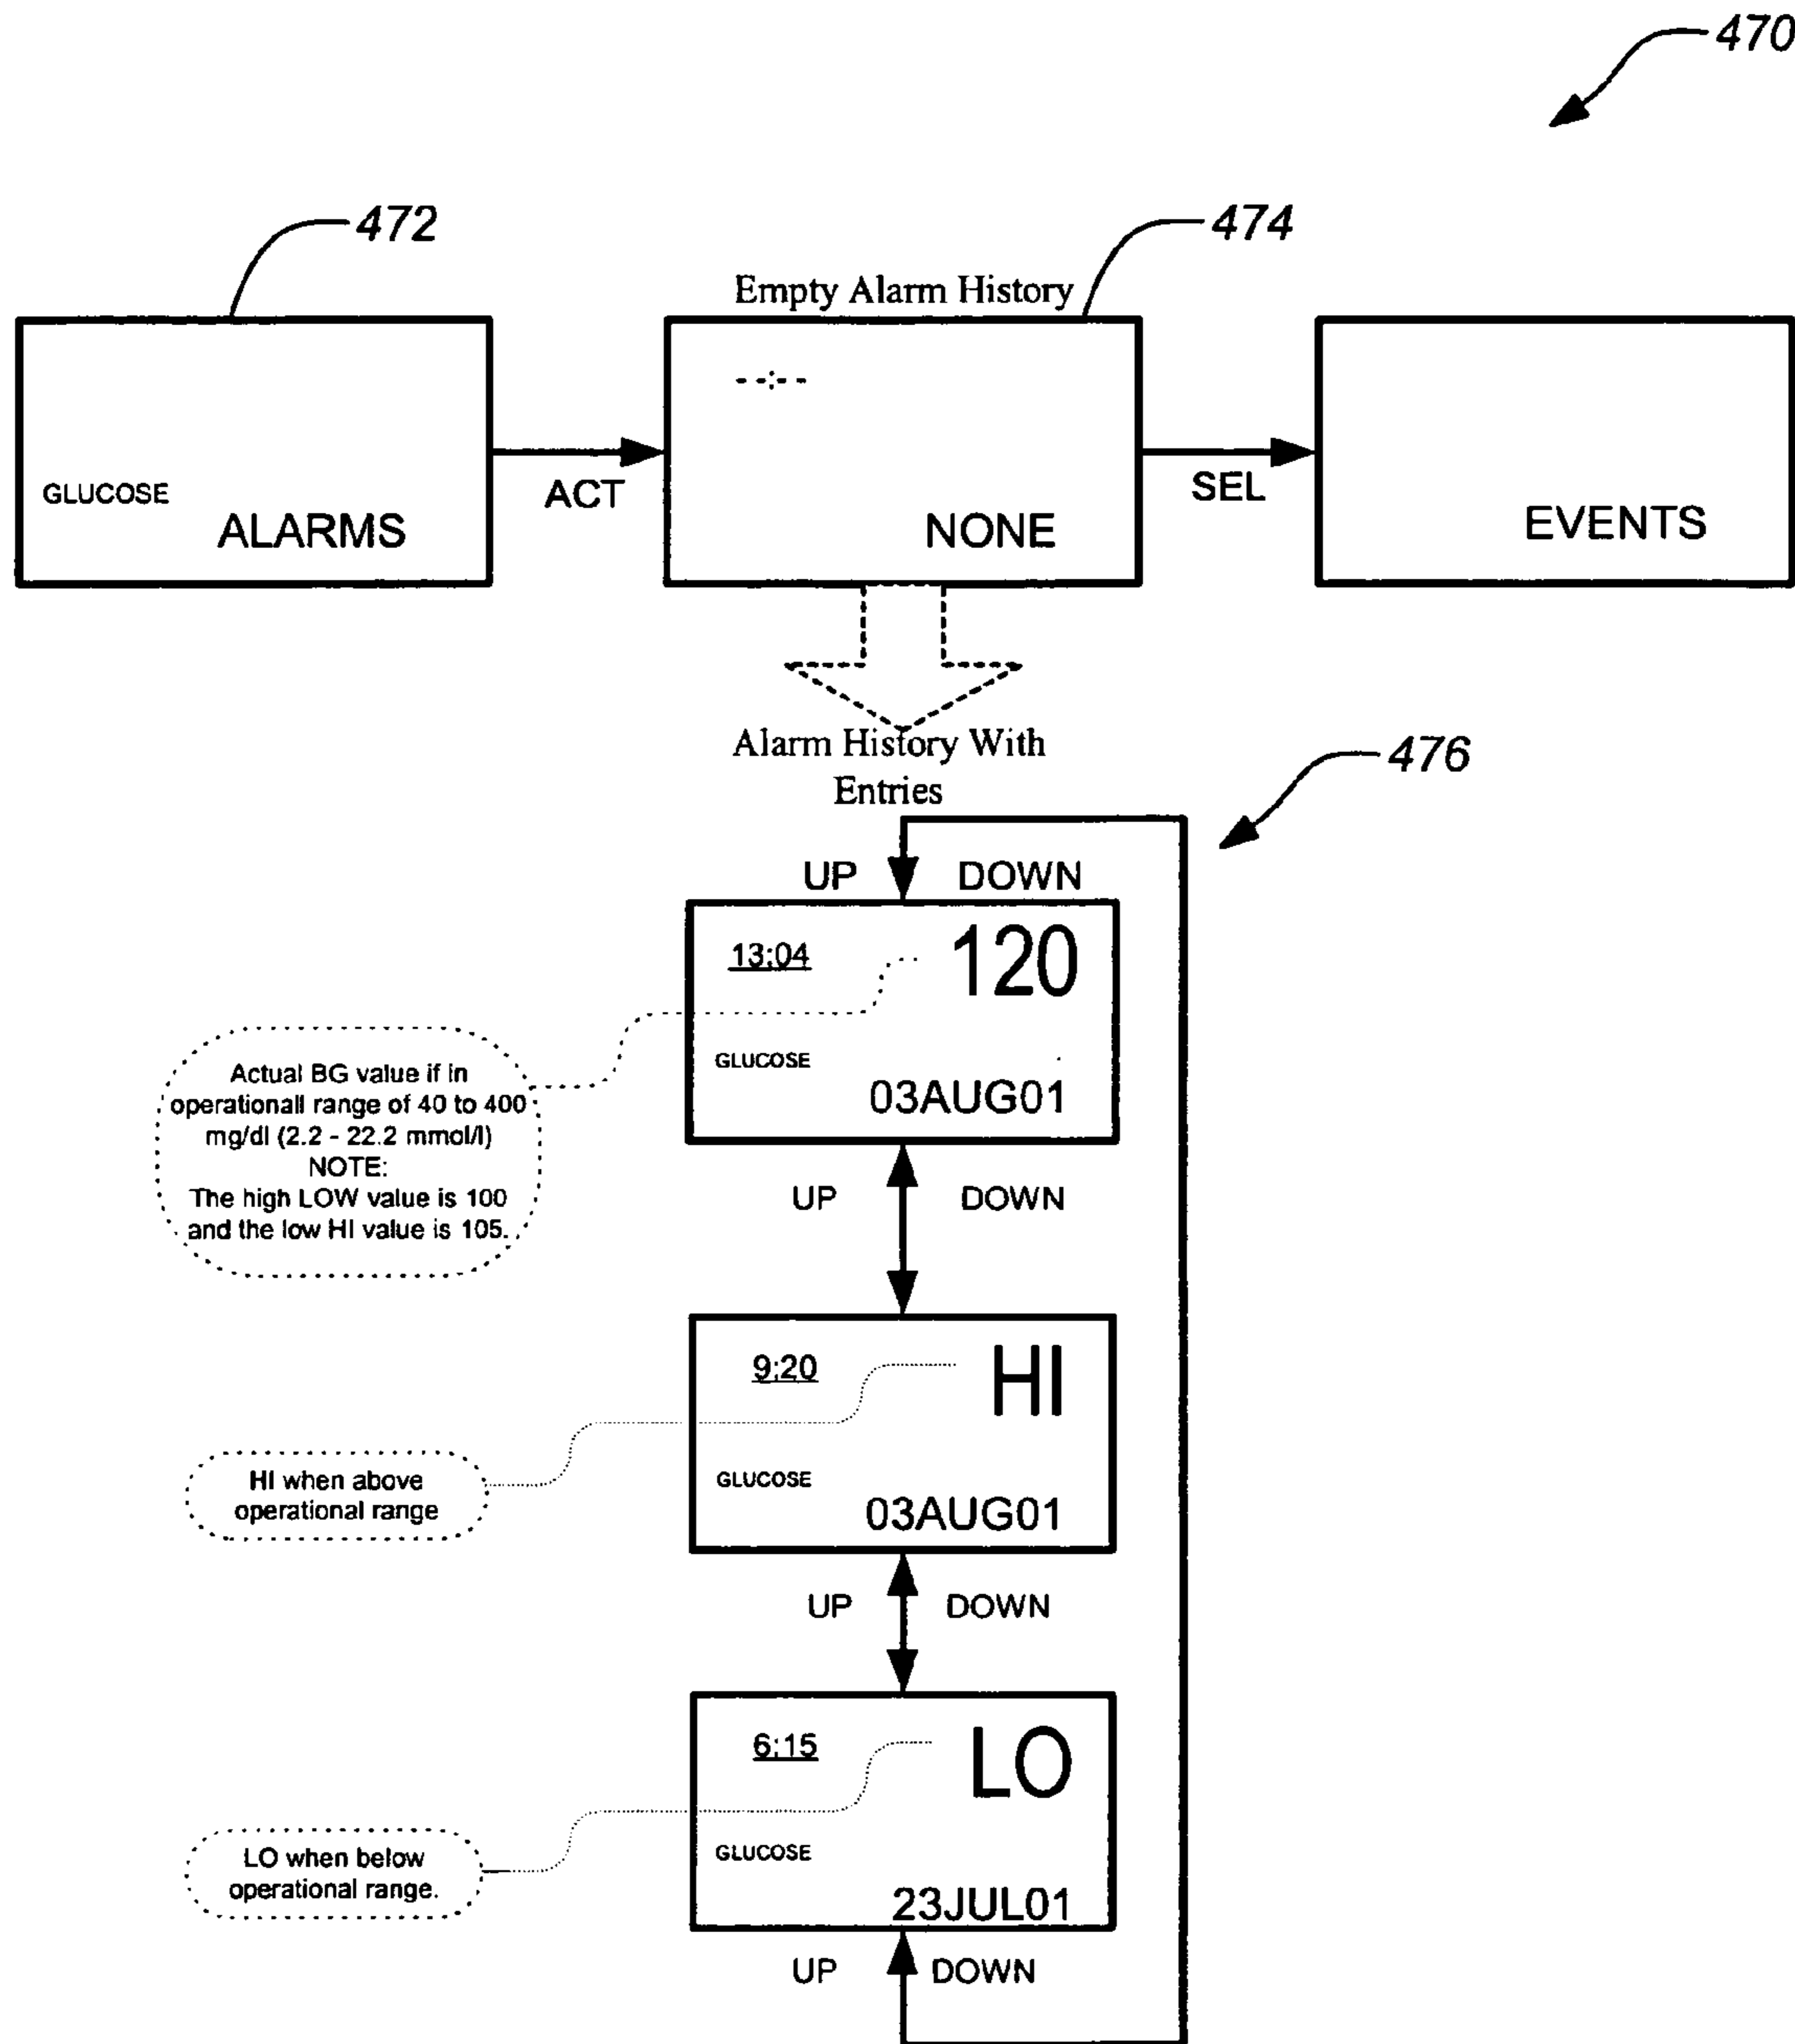 470
472
474
Empty Alarm History
--:--
GLUCOSE
ALARMS
ACT
NONE
SEL
EVENTS
Alarm History With
Entries
476
UP DOWN
13:04
120
GLUCOSE
03AUG01
Actual BG value if in
operationall range of 40 to 400
mg/dl (2.2 - 22.2 mmol/l)
NOTE:
The high LOW value is 100
and the low HI value is 105.
UP DOWN
9:20
HI
GLUCOSE
03AUG01
HI when above
operational range
UP DOWN
6:15
LO
GLUCOSE
23JUL01
LO when below
operational range.
UP DOWN